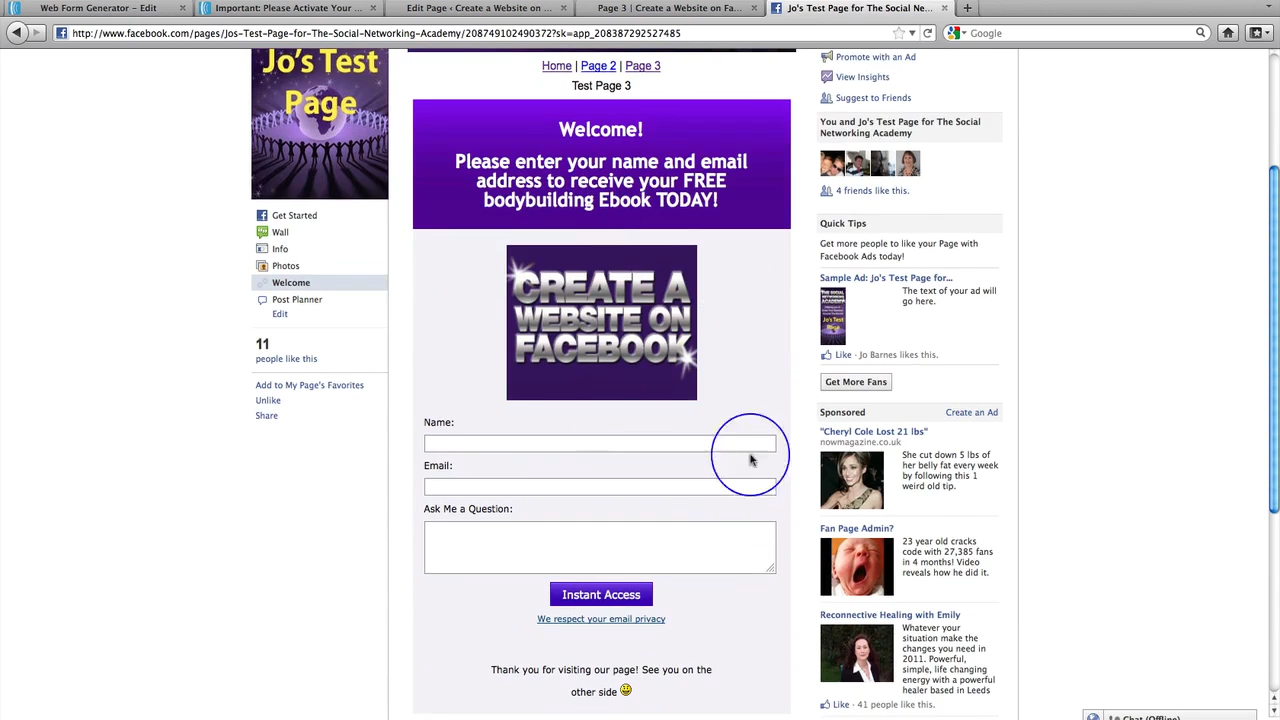 Web Form Generator – Edit
Important: Please Activate Your ...
Edit Page ‹ Create a Website on ...
Page 3 | Create a Website on Fa...
Jo's Test Page for The Social Ne...
http://www.facebook.com/pages/Jos-Test-Page-for-The-Social-Networking-Academy/208749102490372?sk=app_208387292527485
Google
Jo's Test
Page
Get Started
Wall
Info
Photos
Welcome
Post Planner
Edit
11
people like this
Add to My Page's Favorites
Unlike
Share
Home | Page 2 | Page 3
Test Page 3
Welcome!
Please enter your name and email
address to receive your FREE
bodybuilding Ebook TODAY!
CREATE A
WEBSITE ON
FACEBOOK
Name:
Email:
Ask Me a Question:
Instant Access
We respect your email privacy
Thank you for visiting our page! See you on the
other side
Promote with an Ad
View Insights
Suggest to Friends
You and Jo's Test Page for The Social
Networking Academy
4 friends like this.
Quick Tips
Get more people to like your Page with
Facebook Ads today!
Sample Ad: Jo's Test Page for...
The text of your ad will
go here.
Jo's Test
Page
Like · Jo Barnes likes this.
Get More Fans
Sponsored
Create an Ad
"Cheryl Cole Lost 21 lbs"
nowmagazine.co.uk
She cut down 5 lbs of
her belly fat every week
by following this 1
weird old tip.
Fan Page Admin?
23 year old cracks
code with 27,385 fans
in 4 months! Video
reveals how he did it.
Reconnective Healing with Emily
Whatever your
situation make the
changes you need in
2011. Powerful,
simple, life changing
energy with a powerful
healer based in Leeds
Like · 41 people like this.
Chat (Offline)